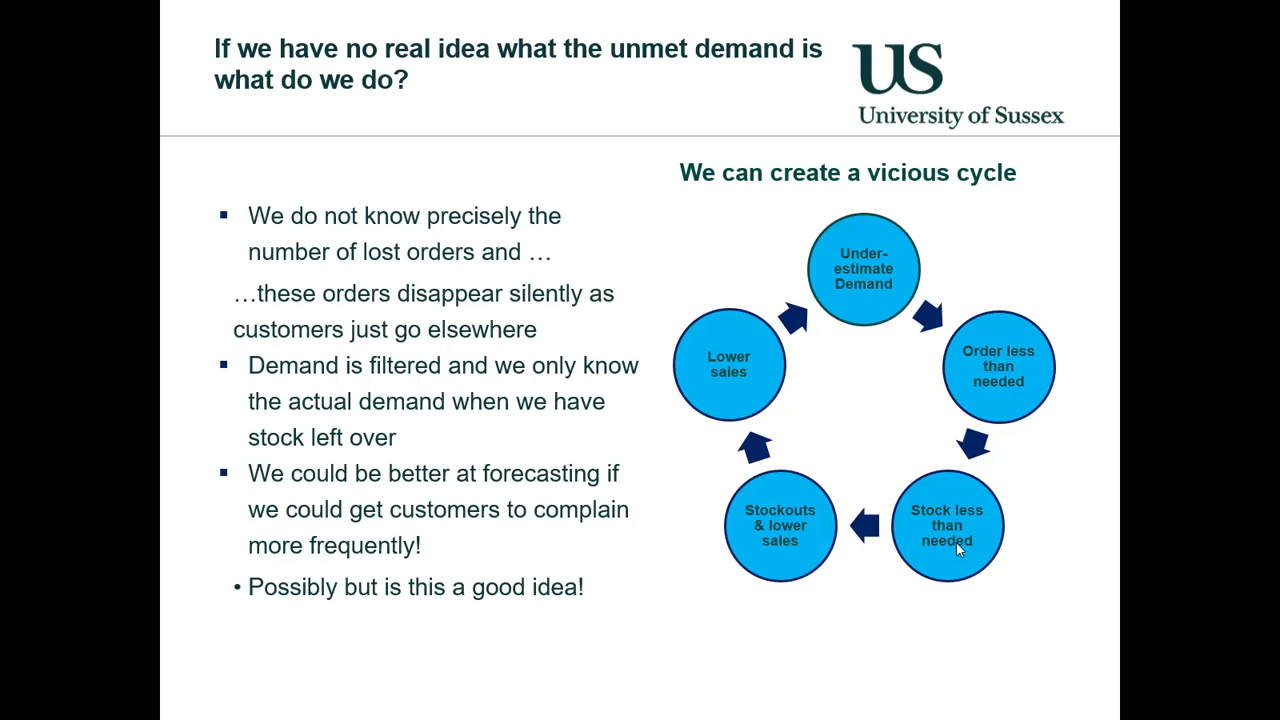 If we have no real idea what the unmet demand is
what do we do?
US
University of Sussex
We can create a vicious cycle
▪ We do not know precisely the
number of lost orders and …
…these orders disappear silently as
customers just go elsewhere
▪ Demand is filtered and we only know
the actual demand when we have
stock left over
▪ We could be better at forecasting if
we could get customers to complain
more frequently!
• Possibly but is this a good idea!
Under-
estimate
Demand
Order less
than
needed
Stock less
than
needed
Stockouts
& lower
sales
Lower
sales